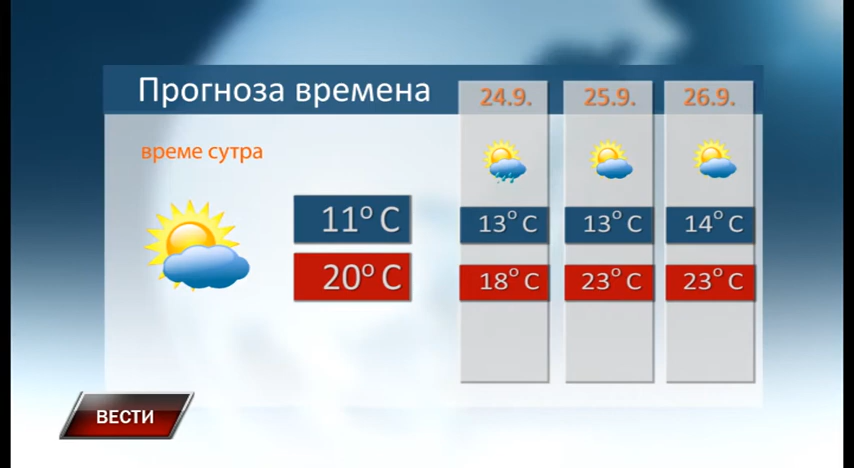 Прогноза времена
време сутра
11° C
20° C
24.9.
13° C
18° C
25.9.
13° C
23° C
26.9.
14° C
23° C
ВЕСТИ